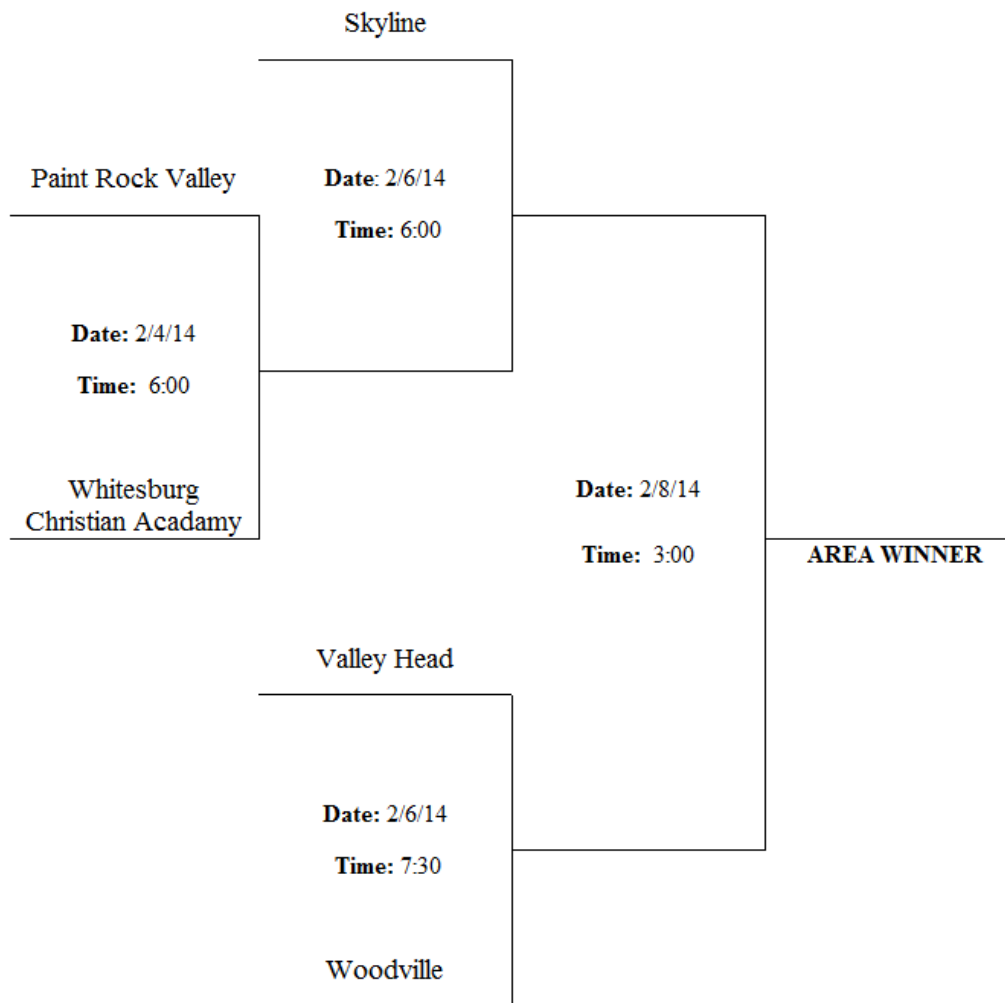 Skyline
Paint Rock Valley
Date: 2/6/14
Time: 6:00
Date: 2/4/14
Time: 6:00
Whitesburg
Christian Acadamy
Date: 2/8/14
Time: 3:00
AREA WINNER
Valley Head
Date: 2/6/14
Time: 7:30
Woodville